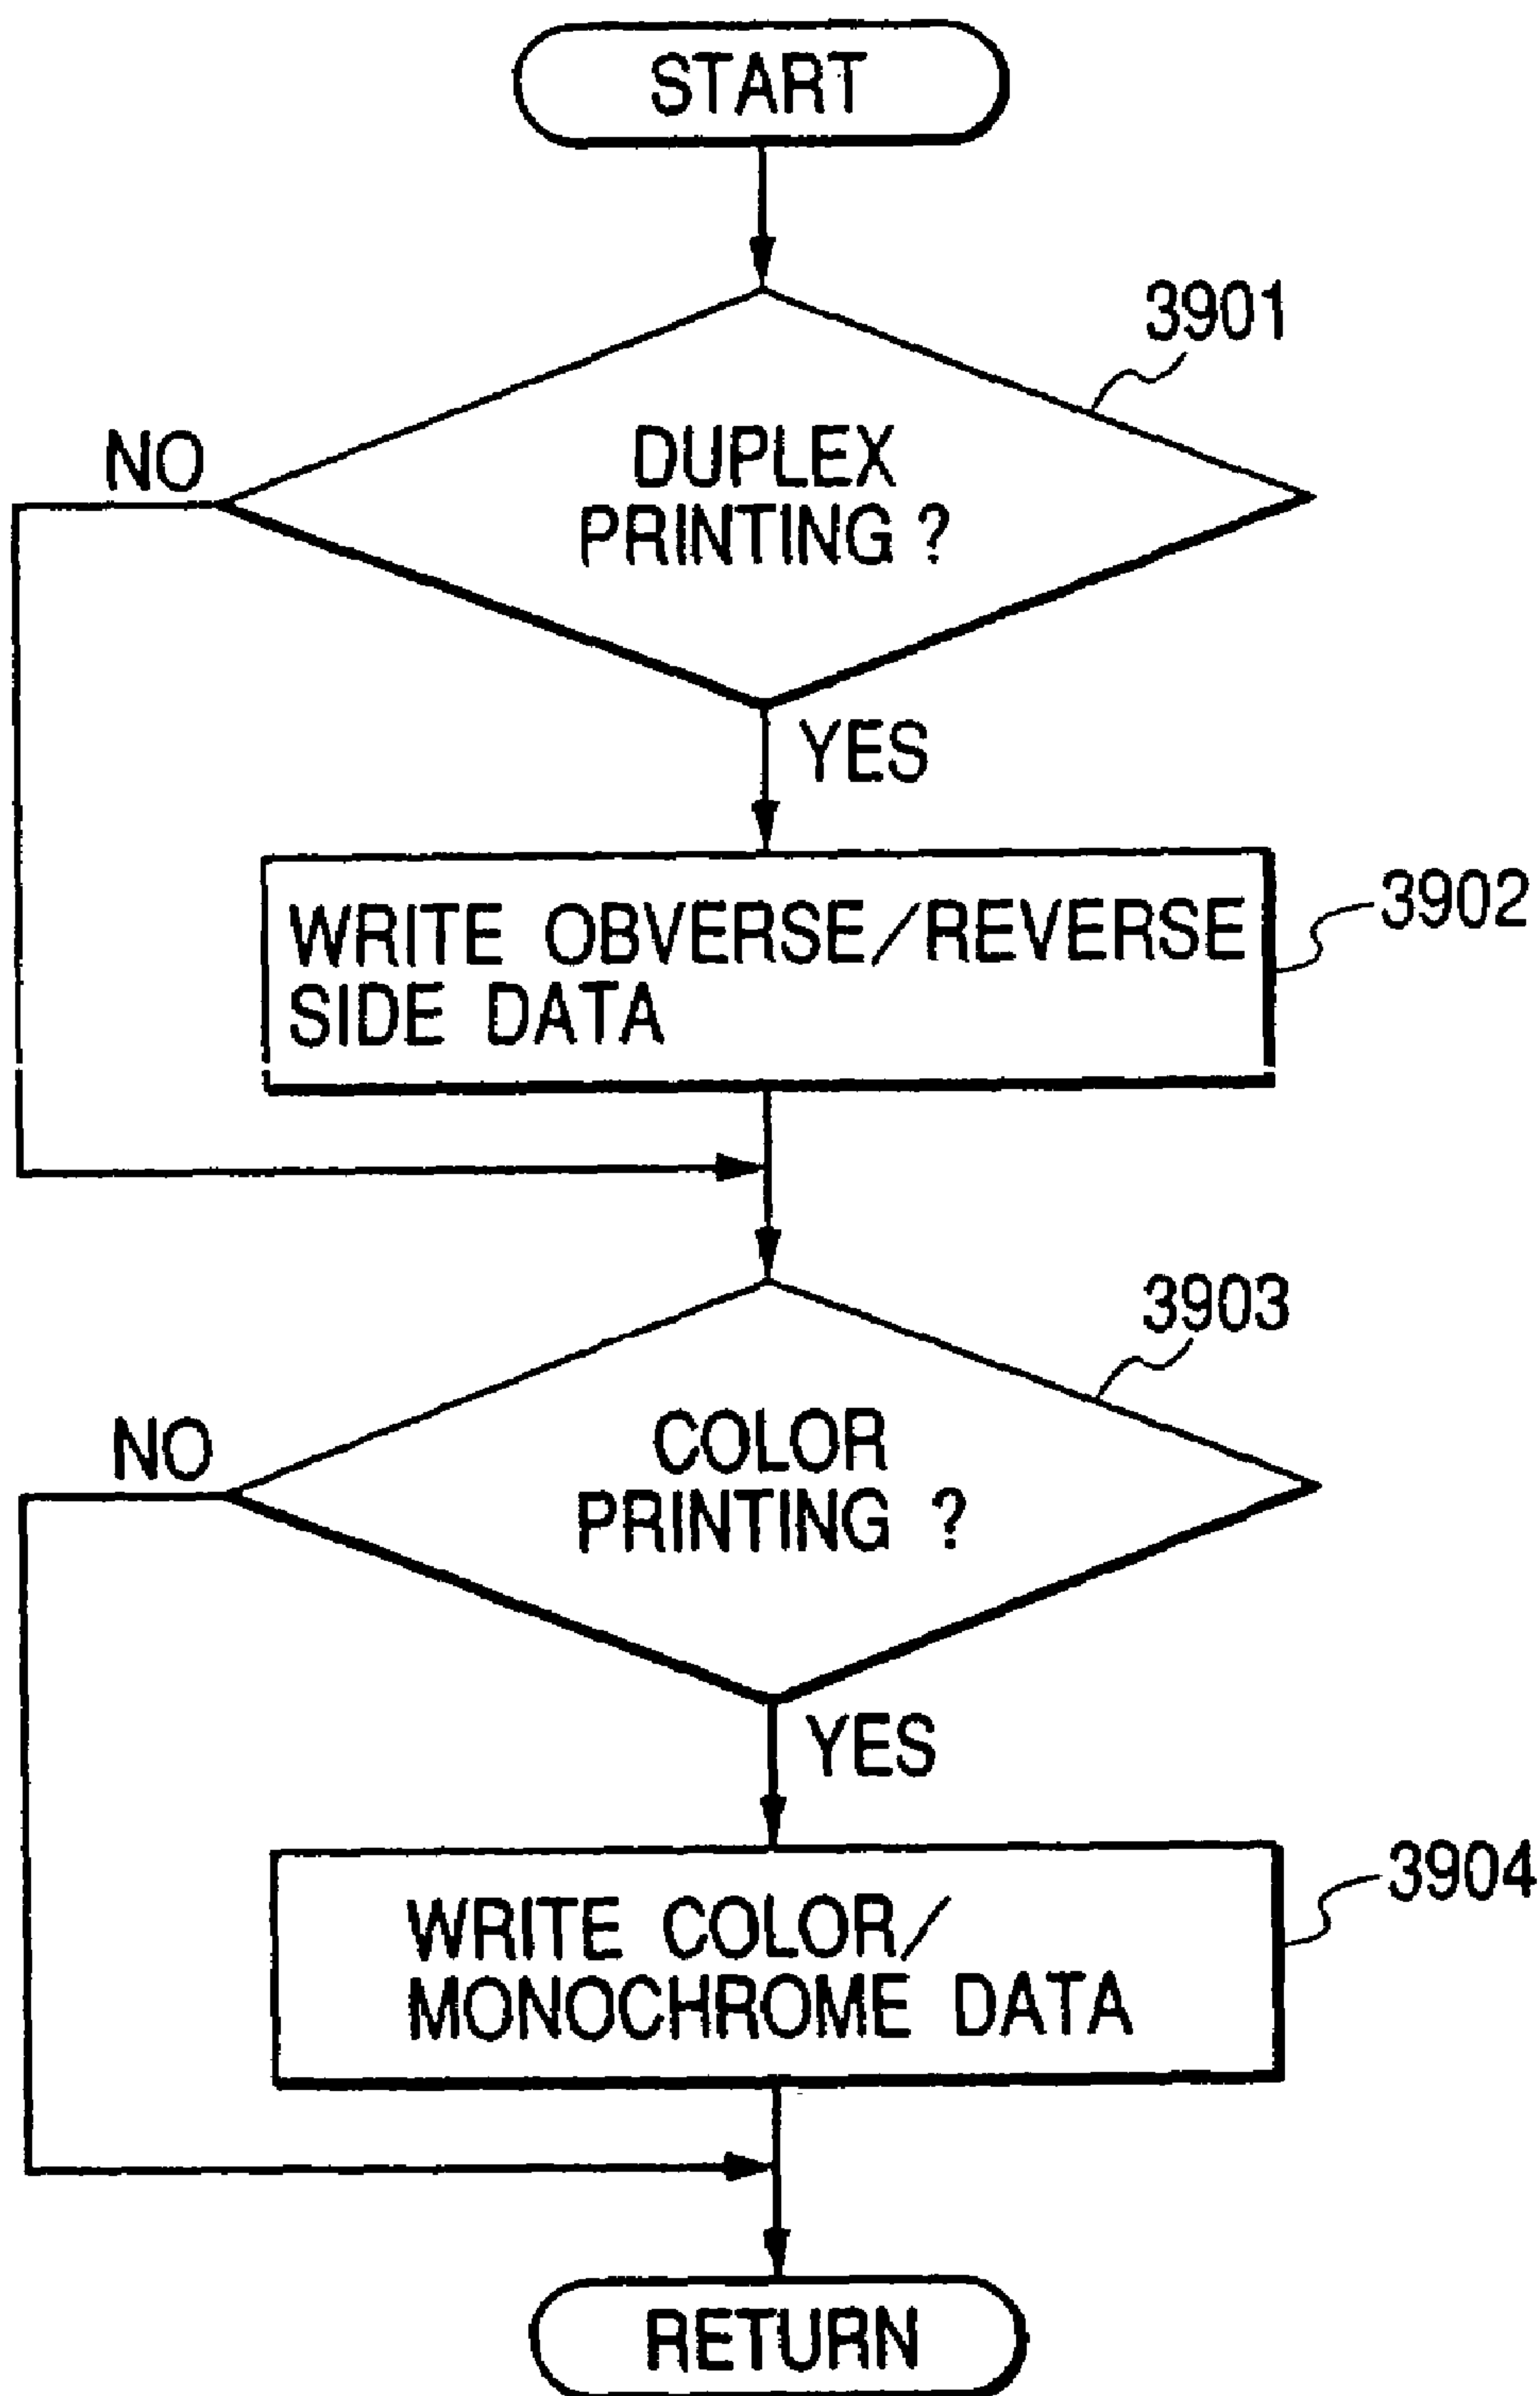 START
3901
NO
DUPLEX
PRINTING ?
YES
WRITE OBVERSE/REVERSE
SIDE DATA
3902
3903
NO
COLOR
PRINTING ?
YES
WRITE COLOR/
MONOCHROME DATA
3904
RETURN